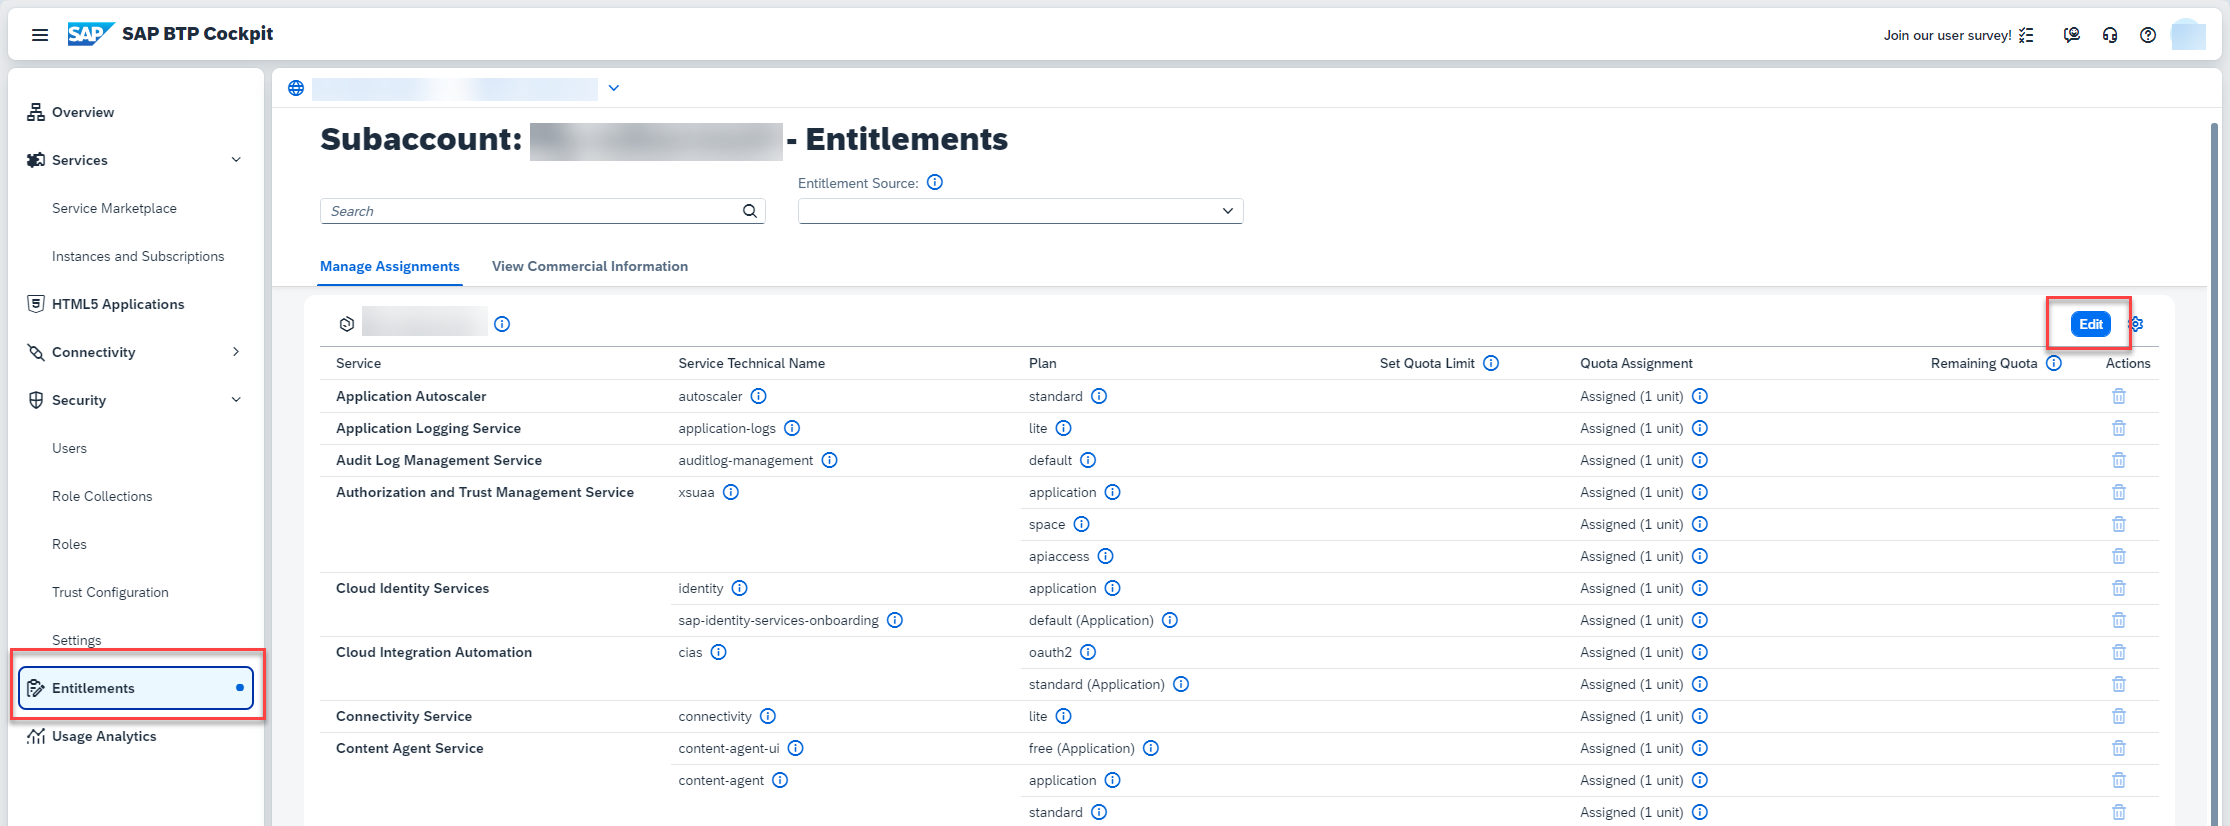 SAP SAP BTP Cockpit
Join our user survey!
Overview
Services
Service Marketplace
Instances and Subscriptions
HTML5 Applications
Connectivity
Security
Users
Role Collections
Roles
Trust Configuration
Settings
Entitlements
Usage Analytics
Subaccount: - Entitlements
Entitlement Source:
Search
Manage Assignments View Commercial Information
Edit
Service Service Technical Name Plan Set Quota Limit Quota Assignment Remaining Quota Actions
Application Autoscaler autoscaler standard Assigned (1 unit)
Application Logging Service application-logs lite Assigned (1 unit)
Audit Log Management Service auditlog-management default Assigned (1 unit)
Authorization and Trust Management Service xsuaa application Assigned (1 unit)
space Assigned (1 unit)
apiaccess Assigned (1 unit)
Cloud Identity Services identity application Assigned (1 unit)
sap-identity-services-onboarding default (Application) Assigned (1 unit)
Cloud Integration Automation cias oauth2 Assigned (1 unit)
standard (Application) Assigned (1 unit)
Connectivity Service connectivity lite Assigned (1 unit)
Content Agent Service content-agent-ui free (Application) Assigned (1 unit)
content-agent application Assigned (1 unit)
standard Assigned (1 unit)